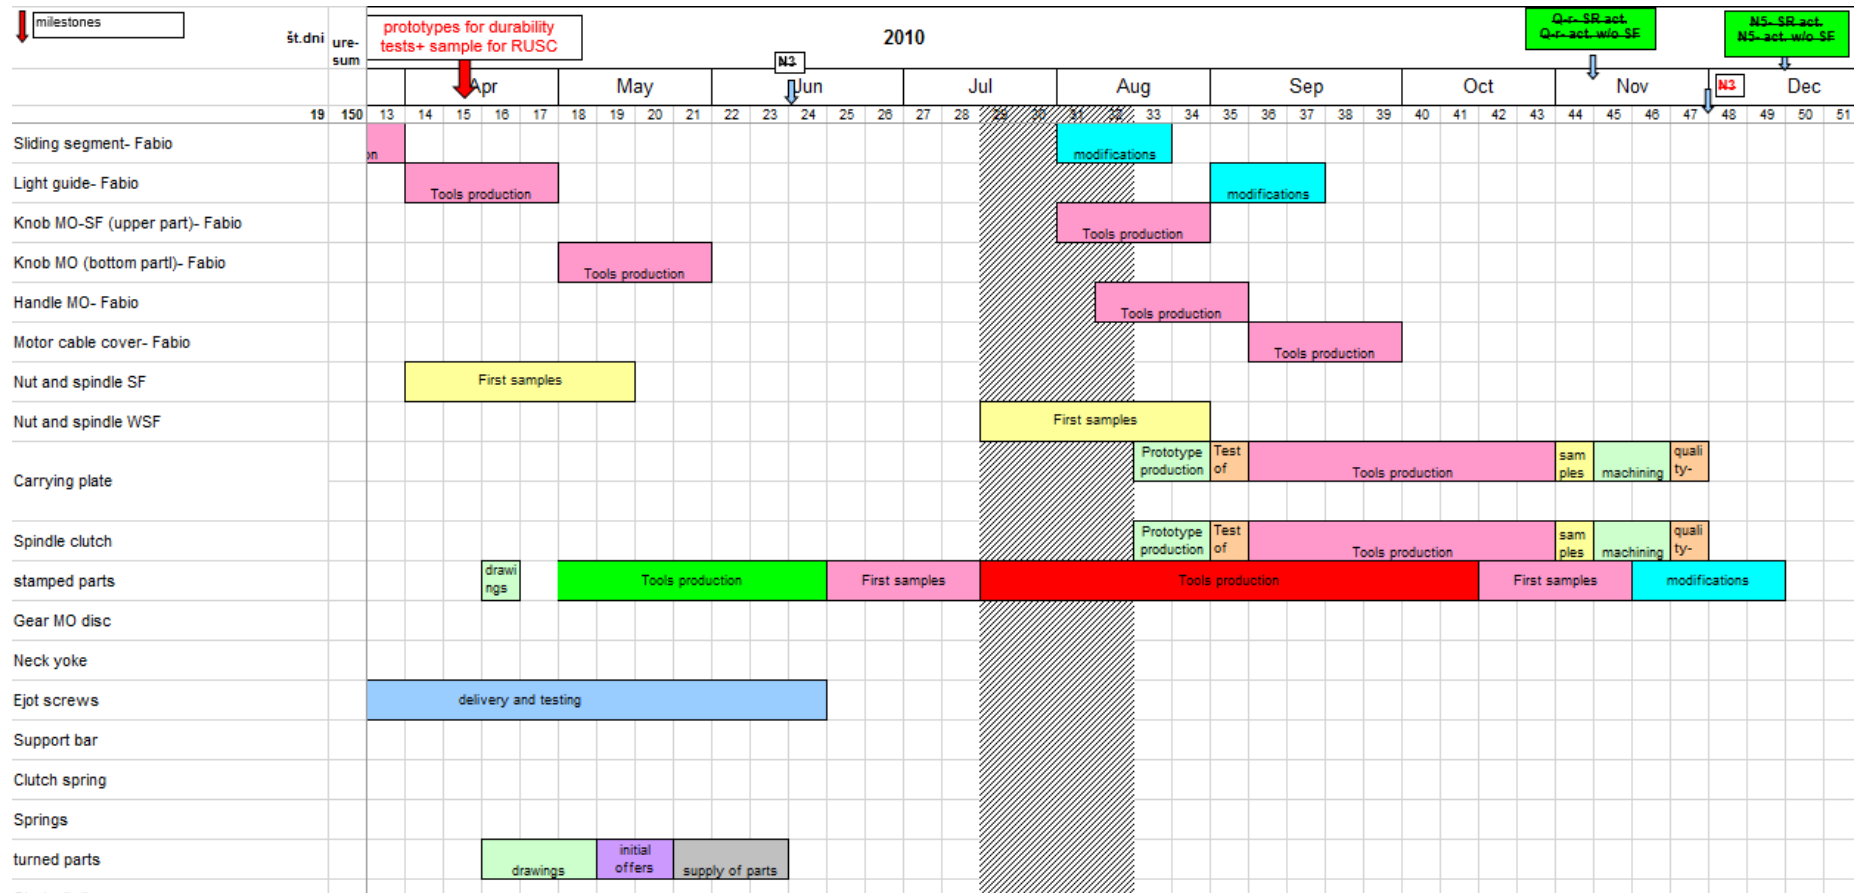 milestones
št.dni
ure-
sum
prototypes for durability
tests+ sample for RUSC
2010
N3
Q-r- SR act.
Q-r- act. w/o SF
N5- SR act.
N5- act. w/o SF
Apr May Jun Jul Aug Sep Oct Nov N3 Dec
19 150 13 14 15 16 17 18 19 20 21 22 23 24 25 26 27 28 29 30 31 32 33 34 35 36 37 38 39 40 41 42 43 44 45 46 47 48 49 50 51
Sliding segment- Fabio
on
modifications
Light guide- Fabio
Tools production
modifications
Knob MO-SF (upper part)- Fabio
Tools production
Knob MO (bottom partl)- Fabio
Tools production
Handle MO- Fabio
Tools production
Motor cable cover- Fabio
Tools production
Nut and spindle SF
First samples
Nut and spindle WSF
First samples
Carrying plate
Prototype
production
Test
of
Tools production
sam
ples
machining
quali
ty-
Spindle clutch
Prototype
production
Test
of
Tools production
sam
ples
machining
quali
ty-
stamped parts
drawi
ngs
Tools production
First samples
Tools production
First samples
modifications
Gear MO disc
Neck yoke
Ejot screws
delivery and testing
Support bar
Clutch spring
Springs
turned parts
drawings
initial
offers
supply of parts